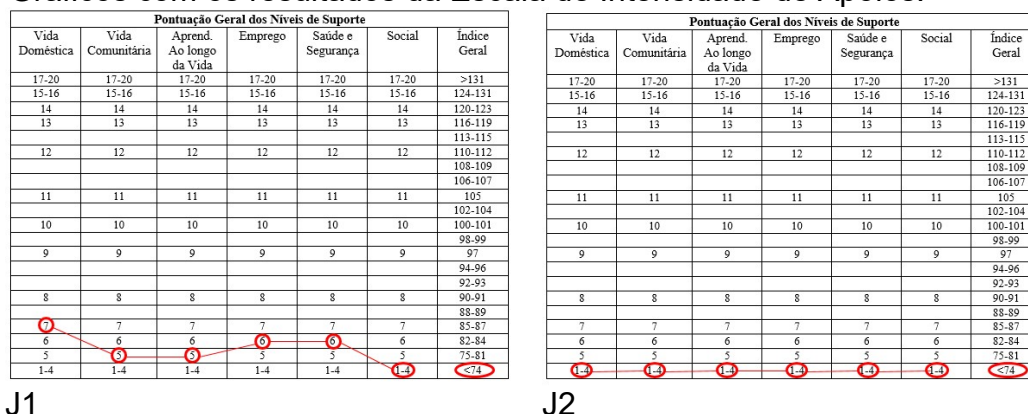 Gráficos com os resultados da Escala de Intensidade de Apoios.
Pontuação Geral dos Níveis de Suporte
Vida Doméstica Vida Comunitária Aprend. Ao longo da Vida Emprego Saúde e Segurança Social Índice Geral
17-20 17-20 17-20 17-20 17-20 17-20 >131
15-16 15-16 15-16 15-16 15-16 15-16 124-131
14 14 14 14 14 14 120-123
13 13 13 13 13 13 116-119
113-115
12 12 12 12 12 12 110-112
108-109
106-107
11 11 11 11 11 11 105
102-104
10 10 10 10 10 10 100-101
98-99
9 9 9 9 9 9 97
94-96
92-93
8 8 8 8 8 8 90-91
88-89
7 7 7 7 7 7 85-87
6 6 6 6 6 6 82-84
5 5 5 5 5 5 75-81
1-4 1-4 1-4 1-4 1-4 1-4 <74
J1
Pontuação Geral dos Níveis de Suporte
Vida Doméstica Vida Comunitária Aprend. Ao longo da Vida Emprego Saúde e Segurança Social Índice Geral
17-20 17-20 17-20 17-20 17-20 17-20 >131
15-16 15-16 15-16 15-16 15-16 15-16 124-131
14 14 14 14 14 14 120-123
13 13 13 13 13 13 116-119
113-115
12 12 12 12 12 12 110-112
108-109
106-107
11 11 11 11 11 11 105
102-104
10 10 10 10 10 10 100-101
98-99
9 9 9 9 9 9 97
94-96
92-93
8 8 8 8 8 8 90-91
88-89
7 7 7 7 7 7 85-87
6 6 6 6 6 6 82-84
5 5 5 5 5 5 75-81
1-4 1-4 1-4 1-4 1-4 1-4 <74
J2